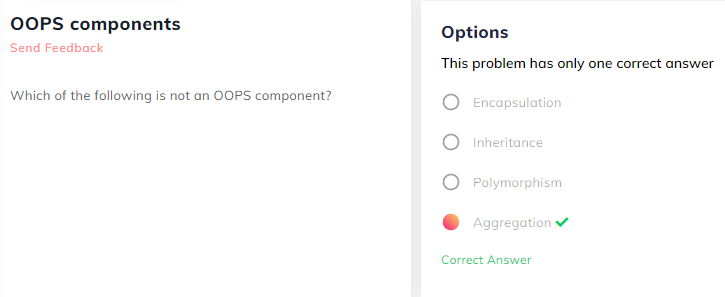 OOPS components
Send Feedback
Which of the following is not an OOPS component?
Options
This problem has only one correct answer
Encapsulation
Inheritance
Polymorphism
Aggregation
Correct Answer